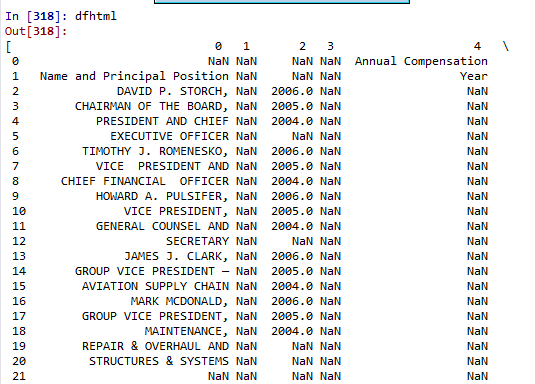 In [318]: dfhtml
Out[318]:
[ 0 1 2 3 4 \
0 NaN NaN NaN NaN Annual Compensation
1 Name and Principal Position NaN NaN NaN Year
2 DAVID P. STORCH, NaN 2006.0 NaN NaN
3 CHAIRMAN OF THE BOARD, NaN 2005.0 NaN NaN
4 PRESIDENT AND CHIEF NaN 2004.0 NaN NaN
5 EXECUTIVE OFFICER NaN NaN NaN NaN
6 TIMOTHY J. ROMENESKO, NaN 2006.0 NaN NaN
7 VICE  PRESIDENT AND NaN 2005.0 NaN NaN
8 CHIEF FINANCIAL  OFFICER NaN 2004.0 NaN NaN
9 HOWARD A. PULSIFER, NaN 2006.0 NaN NaN
10 VICE PRESIDENT, NaN 2005.0 NaN NaN
11 GENERAL COUNSEL AND NaN 2004.0 NaN NaN
12 SECRETARY NaN NaN NaN NaN
13 JAMES J. CLARK, NaN 2006.0 NaN NaN
14 GROUP VICE PRESIDENT – NaN 2005.0 NaN NaN
15 AVIATION SUPPLY CHAIN NaN 2004.0 NaN NaN
16 MARK MCDONALD, NaN 2006.0 NaN NaN
17 GROUP VICE PRESIDENT, NaN 2005.0 NaN NaN
18 MAINTENANCE, NaN 2004.0 NaN NaN
19 REPAIR & OVERHAUL AND NaN NaN NaN NaN
20 STRUCTURES & SYSTEMS NaN NaN NaN NaN
21 NaN NaN NaN NaN NaN